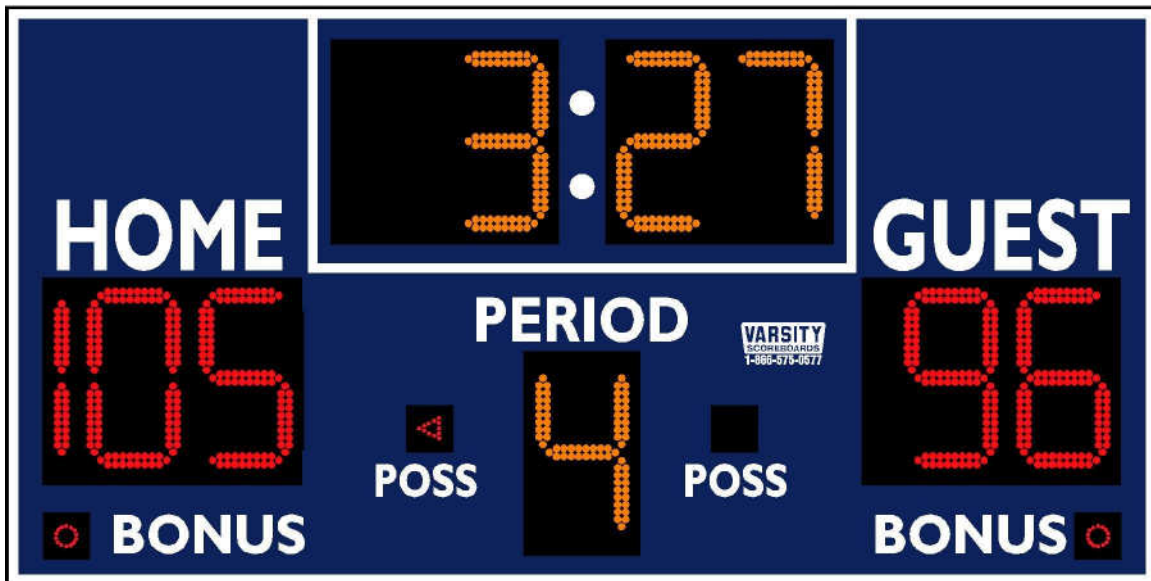 3:27
HOME
GUEST
105
PERIOD
VARSITY
SCOREBOARDS
1-866-575-0577
96
4
POSS
POSS
BONUS
BONUS